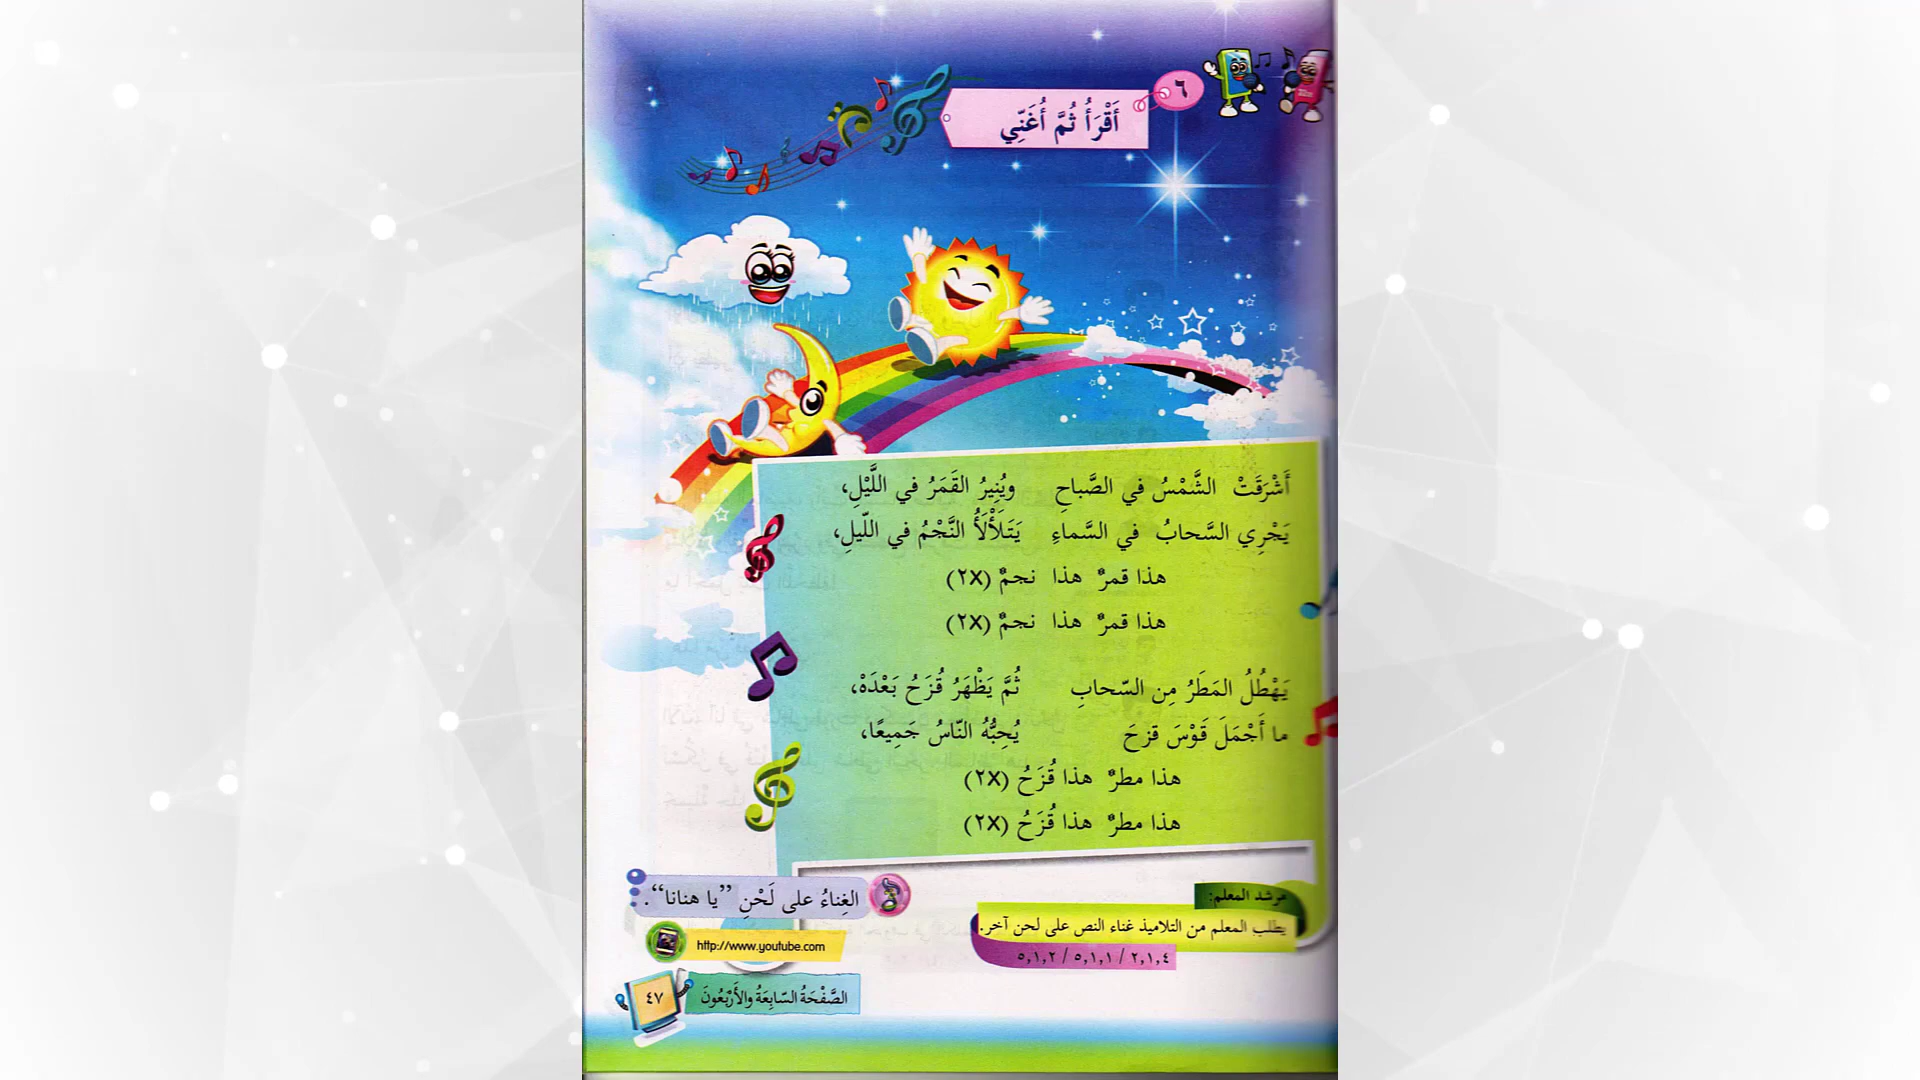 ٦
أَقْرَأُ ثُمَّ أُغَنِّي
أَشْرَقَتْ الشَّمْسُ في الصَّباحِ ويُنِيرُ القَمَرُ في اللَّيْلِ،
يَجْرِي السَّحابُ في السَّماءِ يَتَلَأْلَأُ النَّجْمُ في اللّيلِ،
هذا قمرٌ هذا نجمٌ (٢X)
هذا قمرٌ هذا نجمٌ (٢X)
يَهْطُلُ المَطَرُ مِن السّحابِ ثُمَّ يَظْهَرُ قُزَحُ بَعْدَهْ،
ما أَجْمَلَ قَوْسَ قزحَ يُحِبُّهُ النّاسُ جَمِيعًا،
هذا مطرٌ هذا قُزَحُ (٢X)
هذا مطرٌ هذا قُزَحُ (٢X)
مرشد المعلم:
يطلب المعلم من التلاميذ غناء النص على لحن آخر.
٢,١,٤ / ٥,١,١ / ٥,١,٢
الغِناءُ على لَحْنِ ”يا هنانا“.
http://www.youtube.com
الصَّفْحَةُ السّابِعَةُ والأَرْبَعُونَ
٤٧